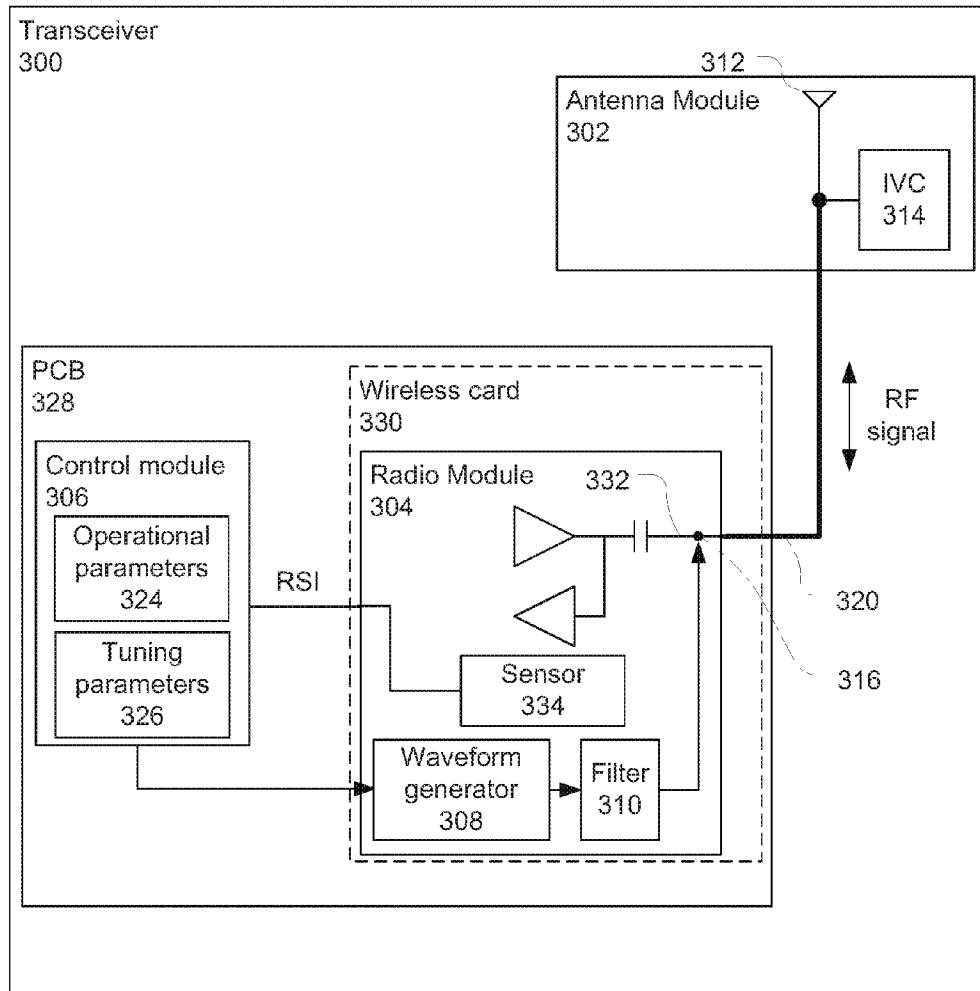 Transceiver
300
312
Antenna Module
302
IVC
314
PCB
328
Wireless card
330
RF
signal
Control module
306
Radio Module
304
332
Operational
parameters
324
RSI
320
Tuning
parameters
326
Sensor
334
316
Waveform
generator
308
Filter
310